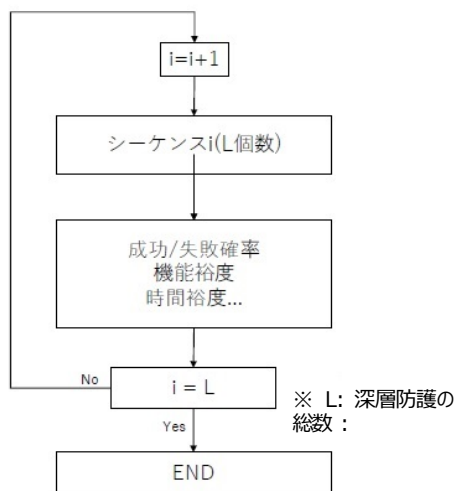 i=i+1
シーケンスi(L個数)
成功/失敗確率
機能裕度
時間裕度...
No
i = L
※ L: 深層防護の
総数:
Yes
END